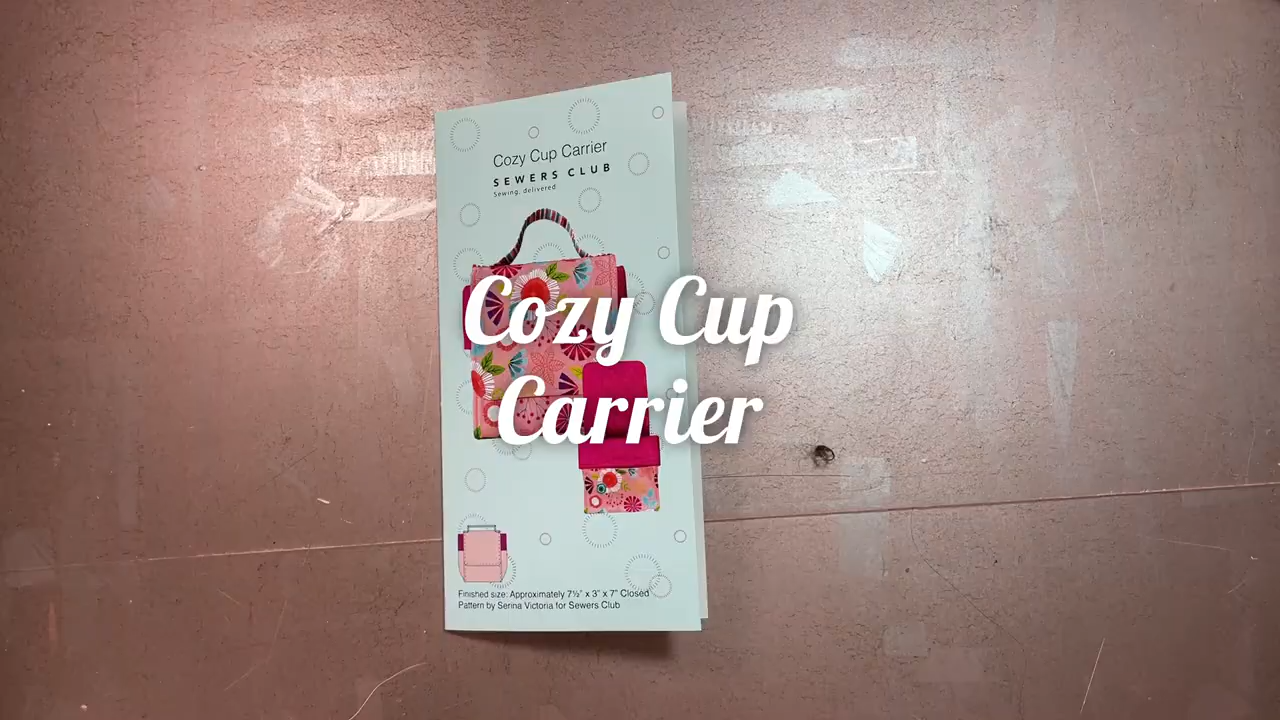 Cozy Cup Carrier
SEWERS CLUB
Sewing, delivered
Cozy Cup
Carrier
Finished size: Approximately 7½" x 3" x 7" Closed
Pattern by Serina Victoria for Sewers Club